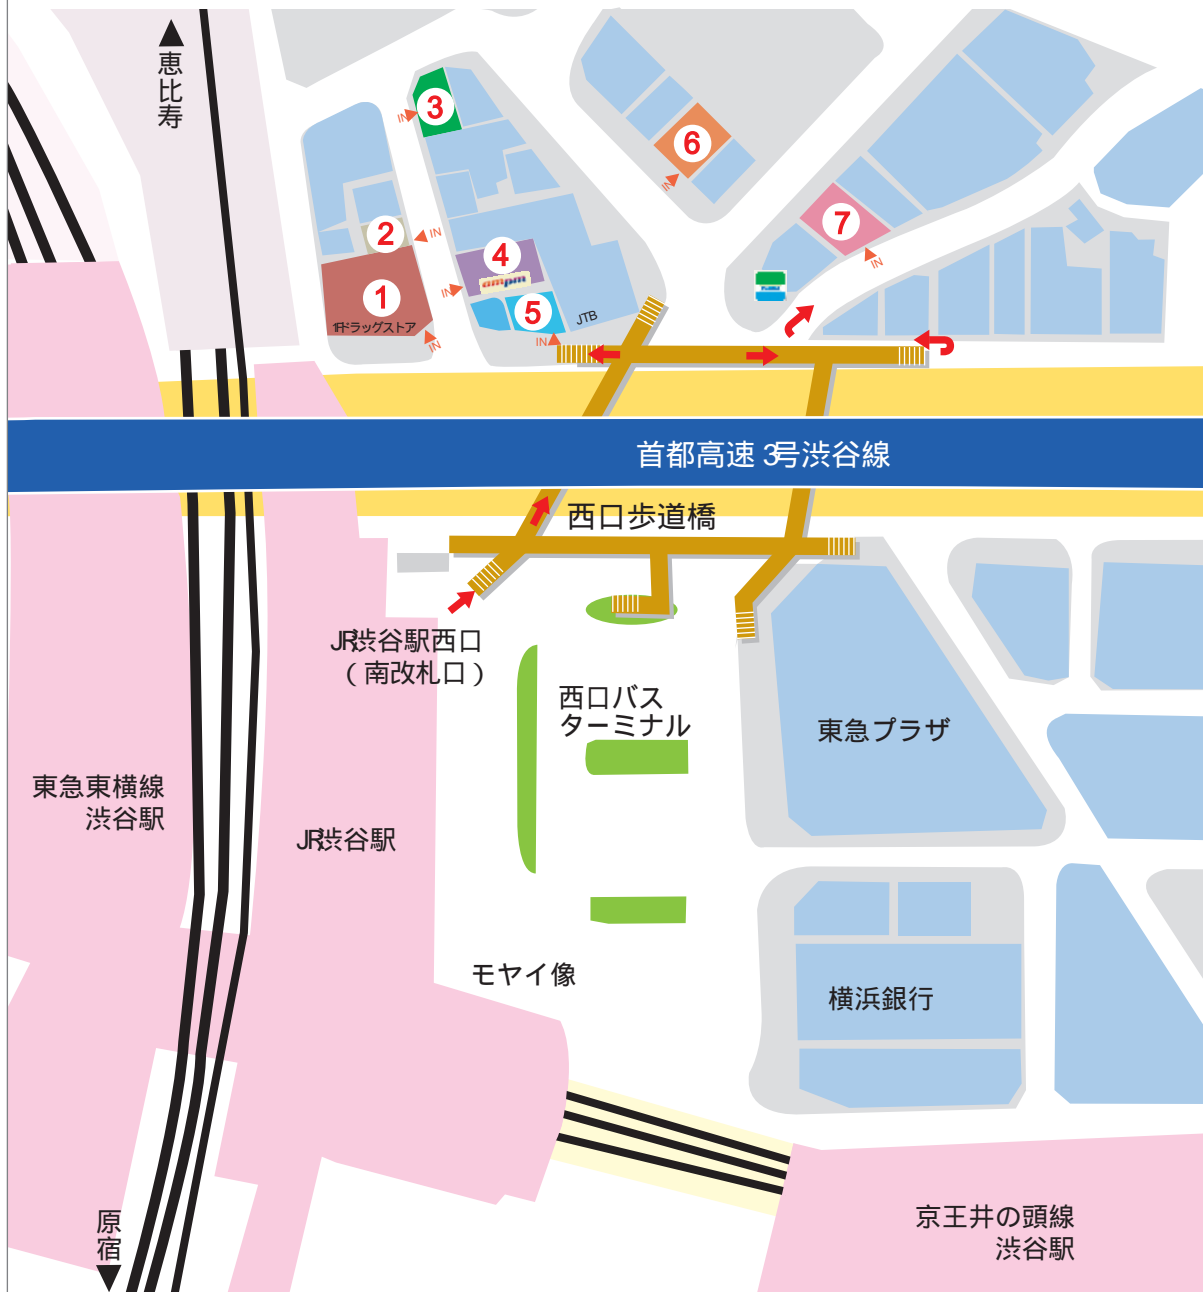 恵比寿
3
IN
6
IN
7
IN
2
IN
4
ampm
IN
1
1Fドラッグストア
IN
5
IN
JTB
首都高速3号渋谷線
西口歩道橋
JR渋谷駅西口
（南改札口）
西口バス
ターミナル
東急プラザ
東急東横線
渋谷駅
JR渋谷駅
モヤイ像
横浜銀行
原宿
京王井の頭線
渋谷駅